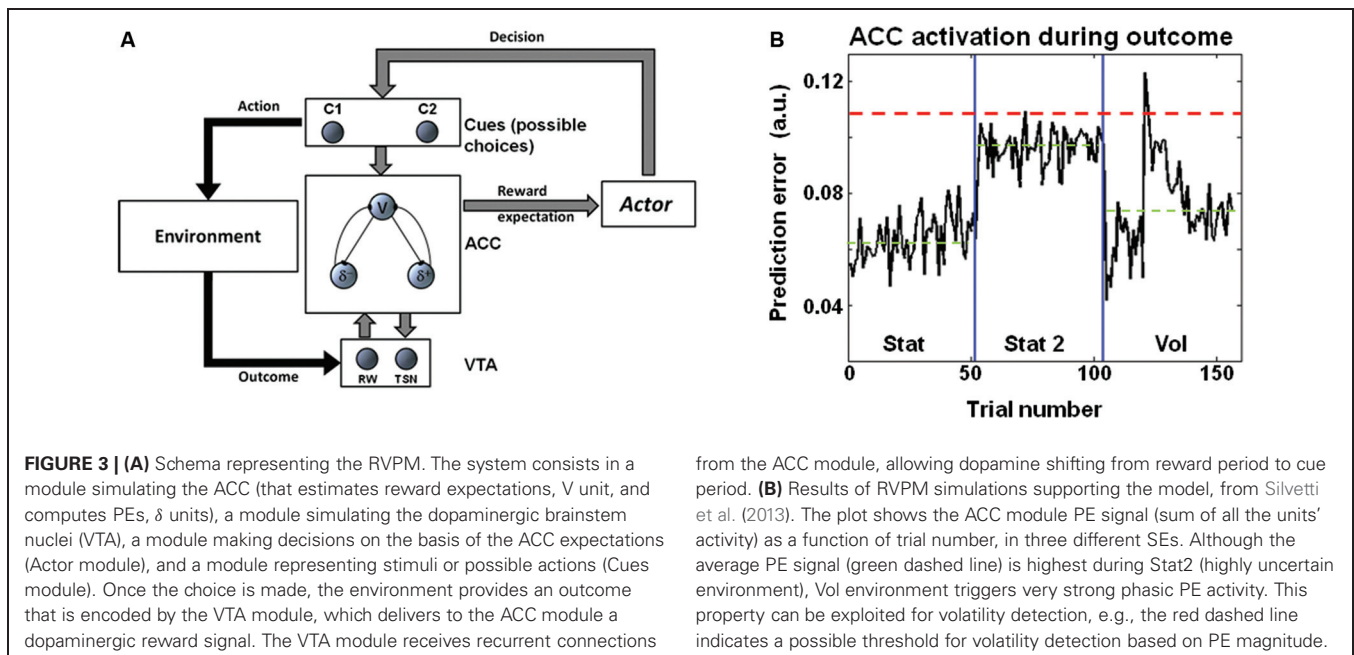 A
Decision
Action
C1 C2
Cues (possible
choices)
V
Reward
expectation
Actor
ACC
Environment
δ- δ+
RW TSN
VTA
Outcome
B
ACC activation during outcome
Prediction error (a.u.)
0.12
0.08
0.04
Stat Stat 2 Vol
0 50 100 150
Trial number
FIGURE 3 | (A) Schema representing the RVPM. The system consists in a
module simulating the ACC (that estimates reward expectations, V unit, and
computes PEs, δ units), a module simulating the dopaminergic brainstem
nuclei (VTA), a module making decisions on the basis of the ACC expectations
(Actor module), and a module representing stimuli or possible actions (Cues
module). Once the choice is made, the environment provides an outcome
that is encoded by the VTA module, which delivers to the ACC module a
dopaminergic reward signal. The VTA module receives recurrent connections
from the ACC module, allowing dopamine shifting from reward period to cue
period. (B) Results of RVPM simulations supporting the model, from Silvetti
et al. (2013). The plot shows the ACC module PE signal (sum of all the units'
activity) as a function of trial number, in three different SEs. Although the
average PE signal (green dashed line) is highest during Stat2 (highly uncertain
environment), Vol environment triggers very strong phasic PE activity. This
property can be exploited for volatility detection, e.g., the red dashed line
indicates a possible threshold for volatility detection based on PE magnitude.